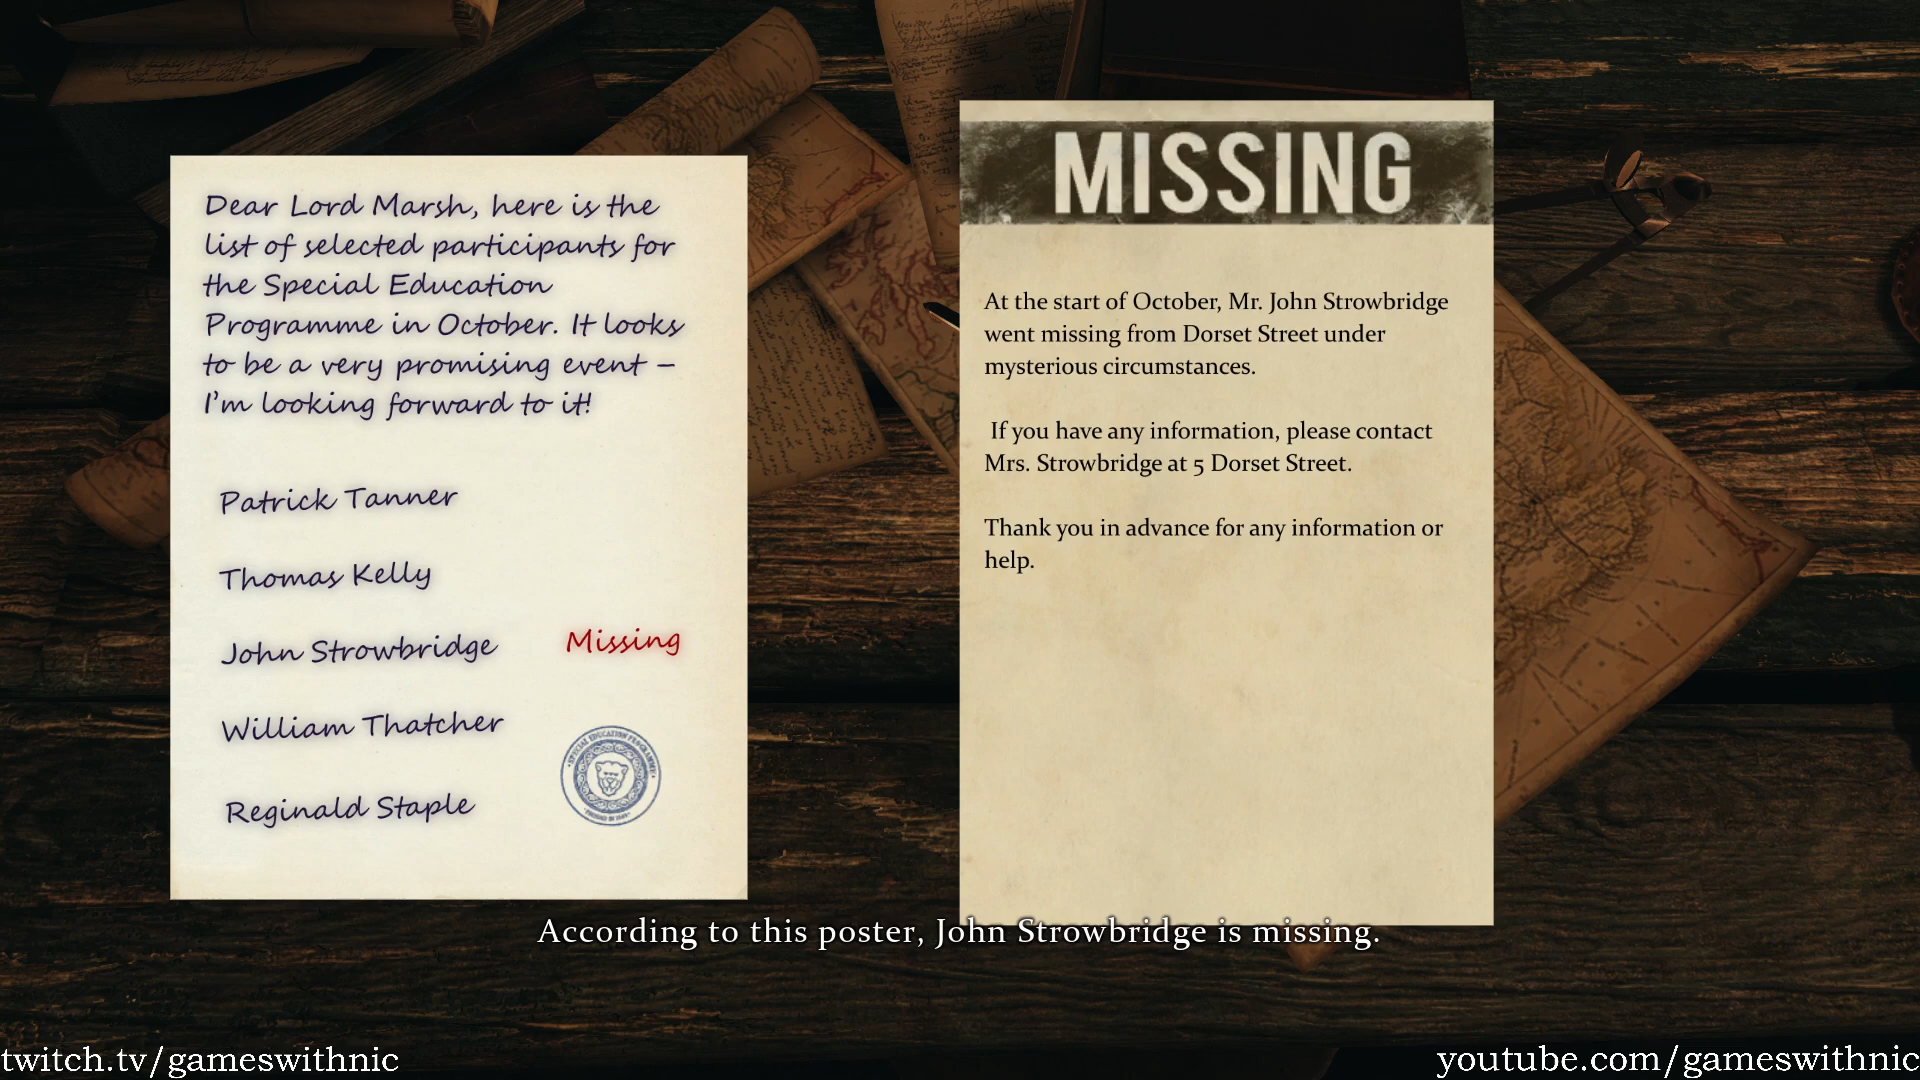 Dear Lord Marsh, here is the
list of selected participants for
the Special Education
Programme in October. It looks
to be a very promising event –
I'm looking forward to it!
Patrick Tanner
Thomas Kelly
John Strowbridge Missing
William Thatcher
Reginald Staple
SPECIAL EDUCATION PROGRAMME
MISSING
At the start of October, Mr. John Strowbridge
went missing from Dorset Street under
mysterious circumstances.
If you have any information, please contact
Mrs. Strowbridge at 5 Dorset Street.
Thank you in advance for any information or
help.
According to this poster, John Strowbridge is missing.
twitch.tv/gameswithnic
youtube.com/gameswithnic